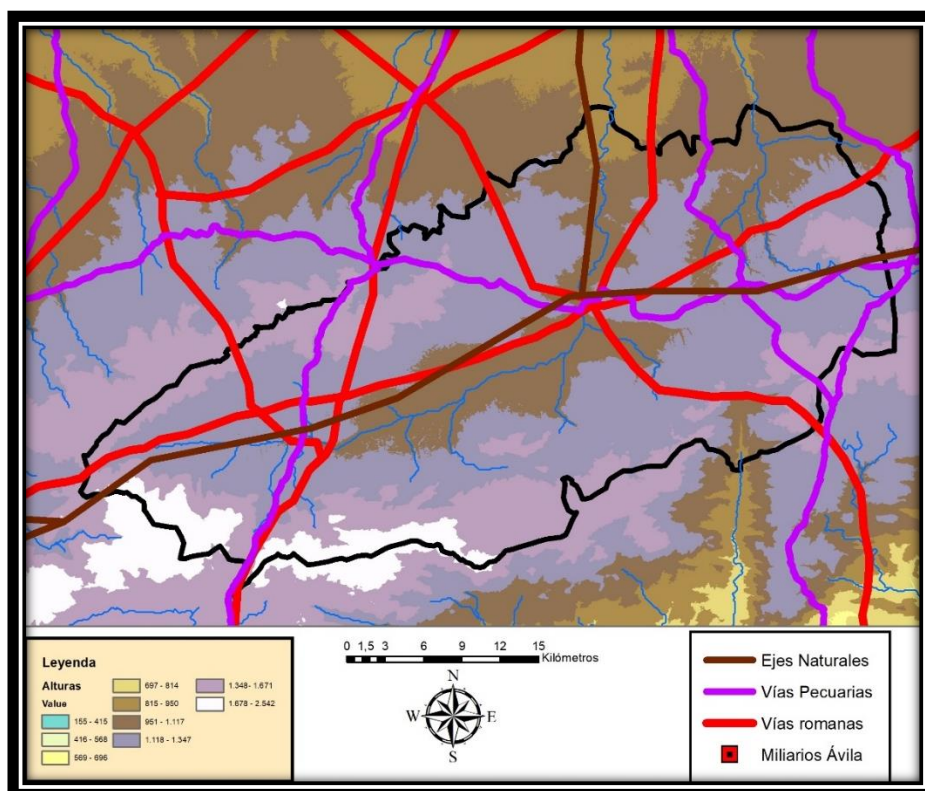 Leyenda
Alturas
Value
155 - 415
416 - 568
569 - 696
697 - 814
815 - 950
951 - 1.117
1.118 - 1.347
1.348- 1.671
1.678 - 2.542
0 1,5 3 6 9 12 15
Kilómetros
N
W E
S
Ejes Naturales
Vías Pecuarias
Vías romanas
Miliarios Ávila